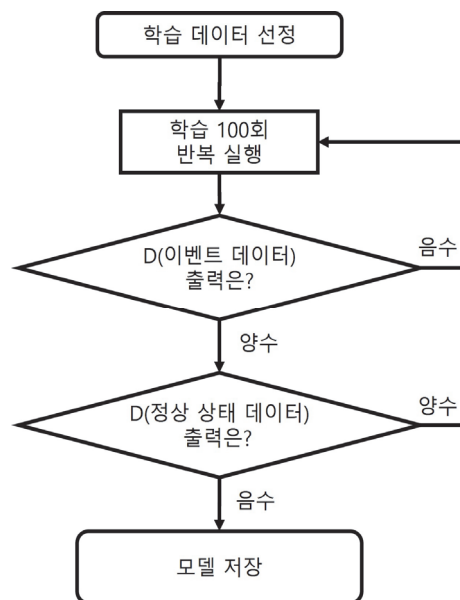 학습 데이터 선정
학습 100회
반복 실행
D(이벤트 데이터)
출력은?
음수
양수
D(정상 상태 데이터)
출력은?
양수
음수
모델 저장